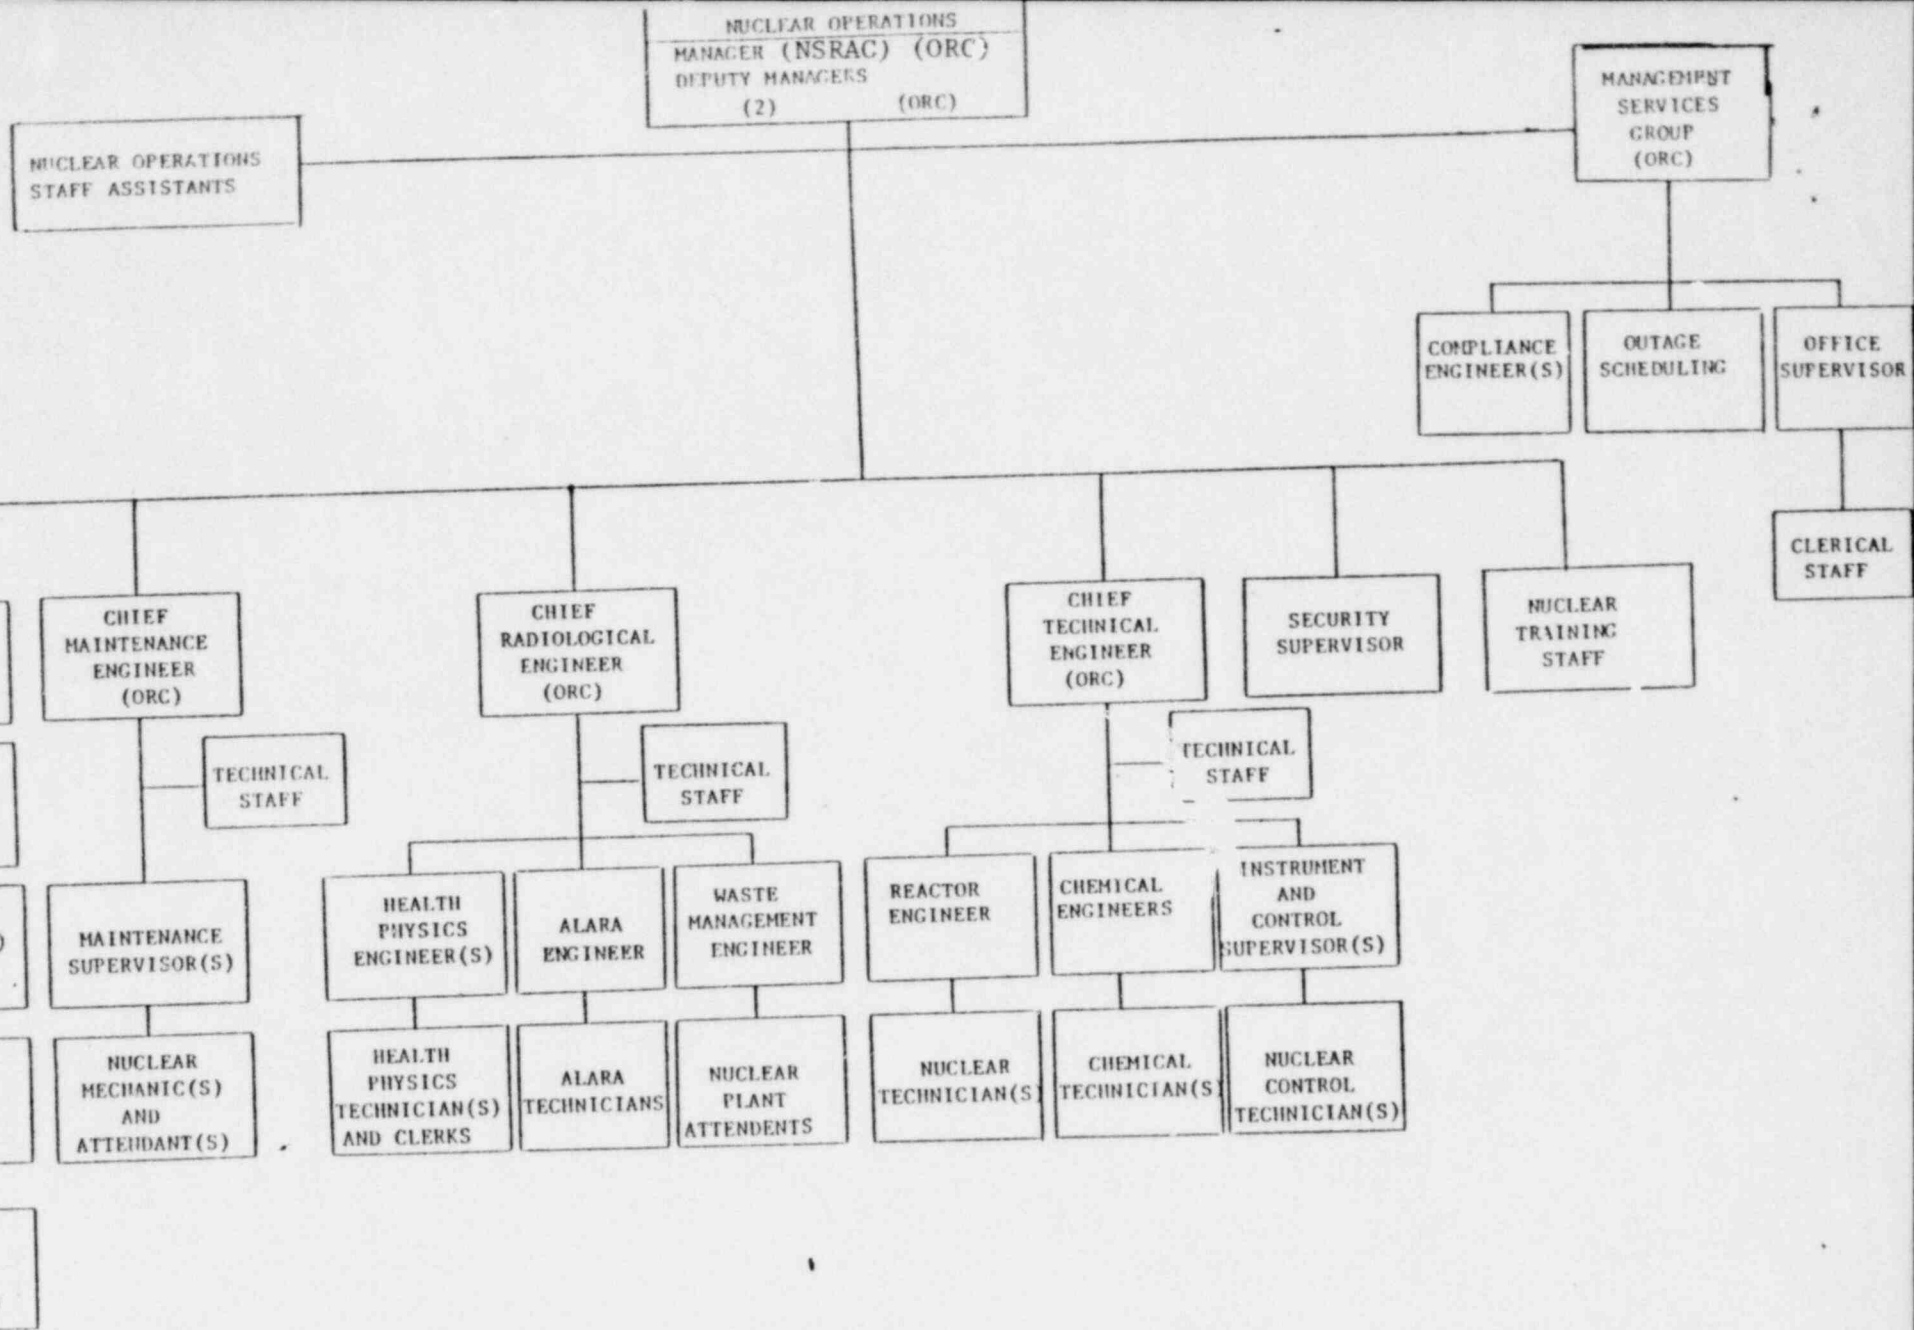 NUCLEAR OPERATIONS
MANAGER (NSRAC) (ORC)
DEPUTY MANAGERS
(2) (ORC)
NUCLEAR OPERATIONS
STAFF ASSISTANTS
MANAGEMENT
SERVICES
GROUP
(ORC)
COMPLIANCE
ENGINEER(S)
OUTAGE
SCHEDULING
OFFICE
SUPERVISOR
CLERICAL
STAFF
CHIEF
MAINTENANCE
ENGINEER
(ORC)
CHIEF
RADIOLOGICAL
ENGINEER
(ORC)
CHIEF
TECHNICAL
ENGINEER
(ORC)
SECURITY
SUPERVISOR
NUCLEAR
TRAINING
STAFF
TECHNICAL
STAFF
TECHNICAL
STAFF
TECHNICAL
STAFF
)
MAINTENANCE
SUPERVISOR(S)
HEALTH
PHYSICS
ENGINEER(S)
ALARA
ENGINEER
WASTE
MANAGEMENT
ENGINEER
REACTOR
ENGINEER
CHEMICAL
ENGINEERS
INSTRUMENT
AND
CONTROL
SUPERVISOR(S)
NUCLEAR
MECHANIC(S)
AND
ATTENDANT(S)
HEALTH
PHYSICS
TECHNICIAN(S)
AND CLERKS
ALARA
TECHNICIANS
NUCLEAR
PLANT
ATTENDENTS
NUCLEAR
TECHNICIAN(S)
CHEMICAL
TECHNICIAN(S)
NUCLEAR
CONTROL
TECHNICIAN(S)